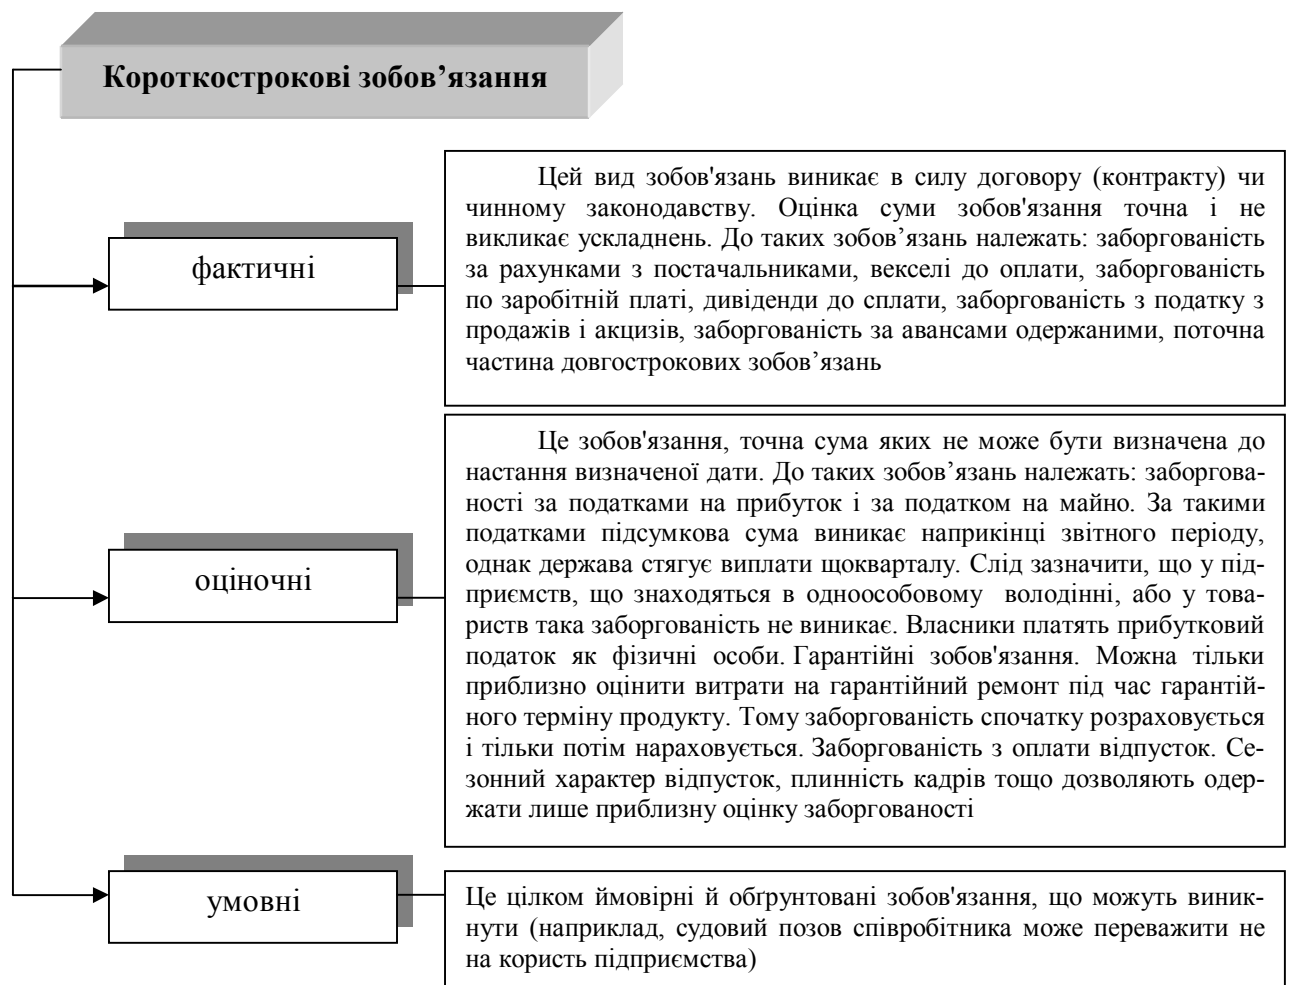 Короткострокові зобов’язання
фактичні
Цей вид зобов'язань виникає в силу договору (контракту) чи
чинному законодавству. Оцінка суми зобов'язання точна і не
викликає ускладнень. До таких зобов’язань належать: заборгованість
за рахунками з постачальниками, векселі до оплати, заборгованість
по заробітній платі, дивіденди до сплати, заборгованість з податку з
продажів і акцизів, заборгованість за авансами одержаними, поточна
частина довгострокових зобов’язань
оціночні
Це зобов'язання, точна сума яких не може бути визначена до
настання визначеної дати. До таких зобов’язань належать: заборгова-
ності за податками на прибуток і за податком на майно. За такими
податками підсумкова сума виникає наприкінці звітного періоду,
однак держава стягує виплати щокварталу. Слід зазначити, що у під-
приємств, що знаходяться в одноособовому володінні, або у това-
риств така заборгованість не виникає. Власники платять прибутковий
податок як фізичні особи. Гарантійні зобов'язання. Можна тільки
приблизно оцінити витрати на гарантійний ремонт під час гарантій-
ного терміну продукту. Тому заборгованість спочатку розраховується
і тільки потім нараховується. Заборгованість з оплати відпусток. Се-
зонний характер відпусток, плинність кадрів тощо дозволяють одер-
жати лише приблизну оцінку заборгованості
умовні
Це цілком ймовірні й обґрунтовані зобов'язання, що можуть виник-
нути (наприклад, судовий позов співробітника може переважити не
на користь підприємства)